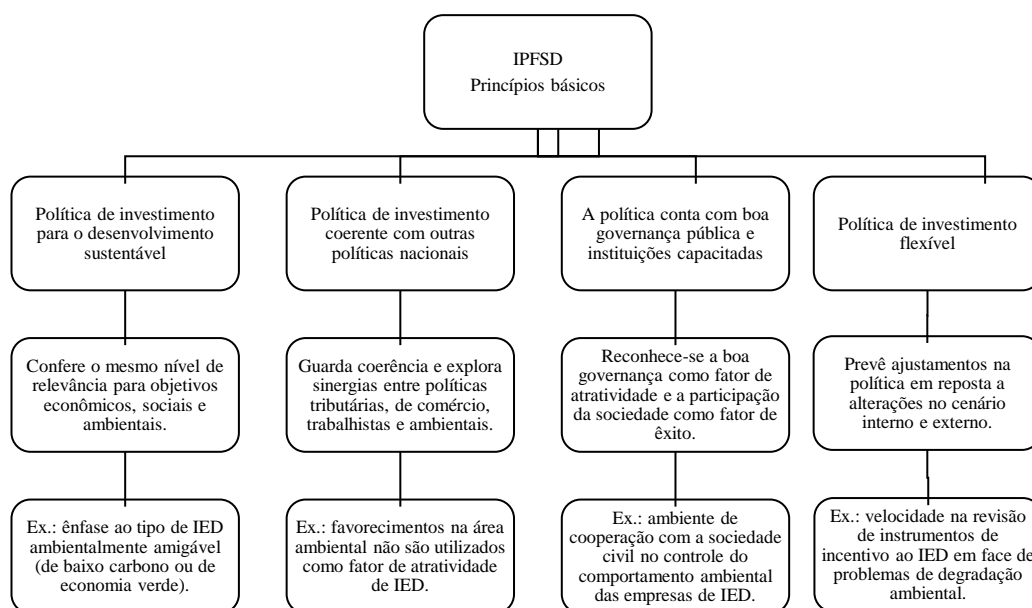 IPFSD
Princípios básicos
Política de investimento
para o desenvolvimento
sustentável
Política de investimento
coerente com outras
políticas nacionais
A política conta com boa
governança pública e
instituições capacitadas
Política de investimento
flexível
Confere o mesmo nível de
relevância para objetivos
econômicos, sociais e
ambientais.
Guarda coerência e explora
sinergias entre políticas
tributárias, de comércio,
trabalhistas e ambientais.
Reconhece-se a boa
governança como fator de
atratividade e a participação
da sociedade como fator de
êxito.
Prevê ajustamentos na
política em reposta a
alterações no cenário
interno e externo.
Ex.: ênfase ao tipo de IED
ambientalmente amigável
(de baixo carbono ou de
economia verde).
Ex.: favorecimentos na área
ambiental não são utilizados
como fator de atratividade
de IED.
Ex.: ambiente de
cooperação com a sociedade
civil no controle do
comportamento ambiental
das empresas de IED.
Ex.: velocidade na revisão
de instrumentos de
incentivo ao IED em face de
problemas de degradação
ambiental.